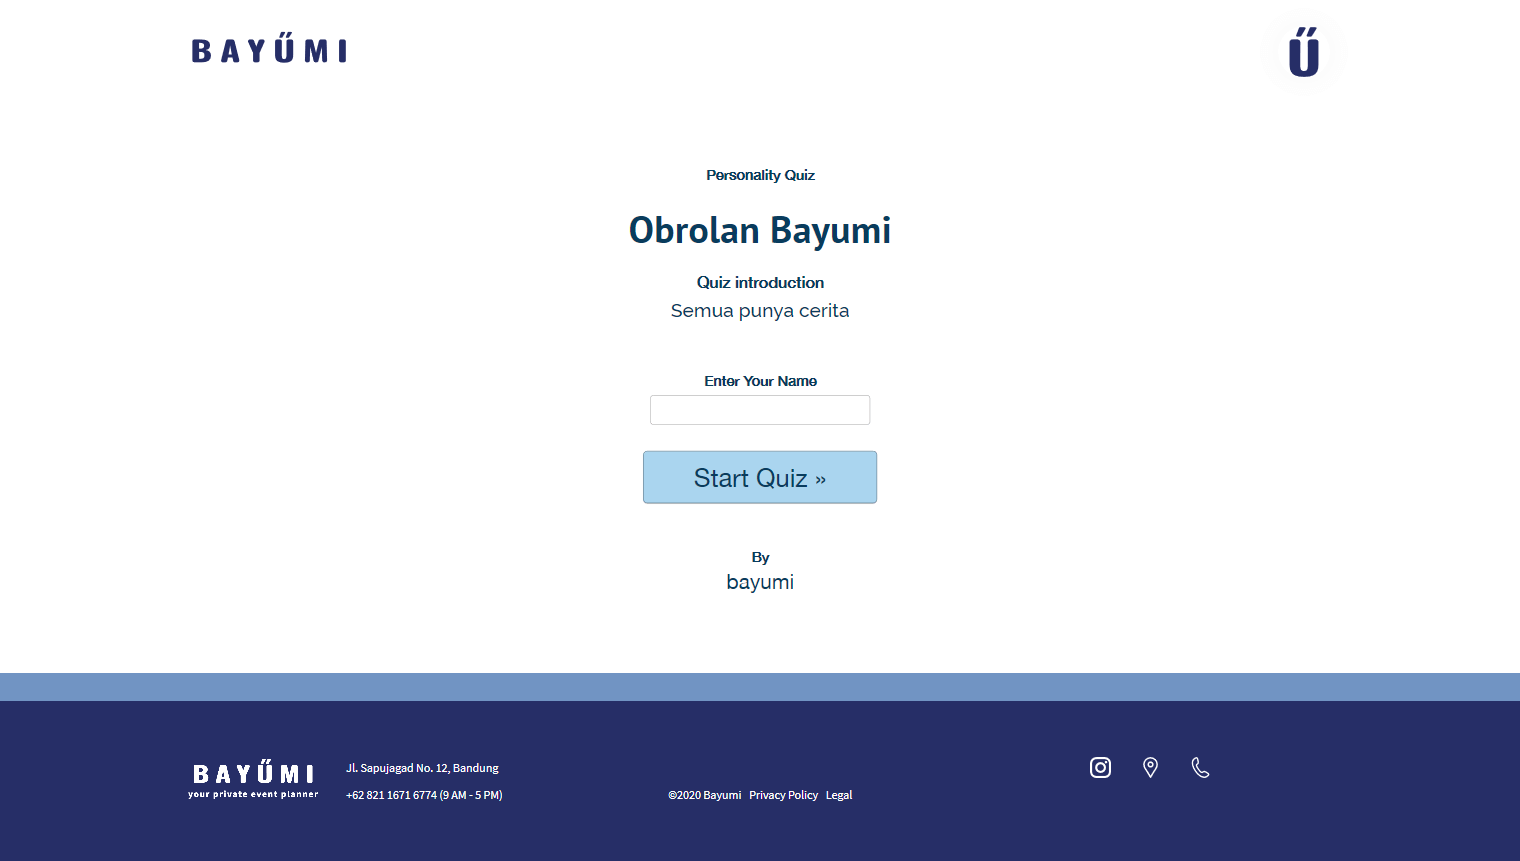 BAYŰMI
Ű
Personality Quiz
Obrolan Bayumi
Quiz introduction
Semua punya cerita
Enter Your Name
Start Quiz »
By
bayumi
BAYŰMI
your private event planner
Jl. Sapujagad No. 12, Bandung
+62 821 1671 6774 (9 AM - 5 PM)
©2020 Bayumi Privacy Policy Legal